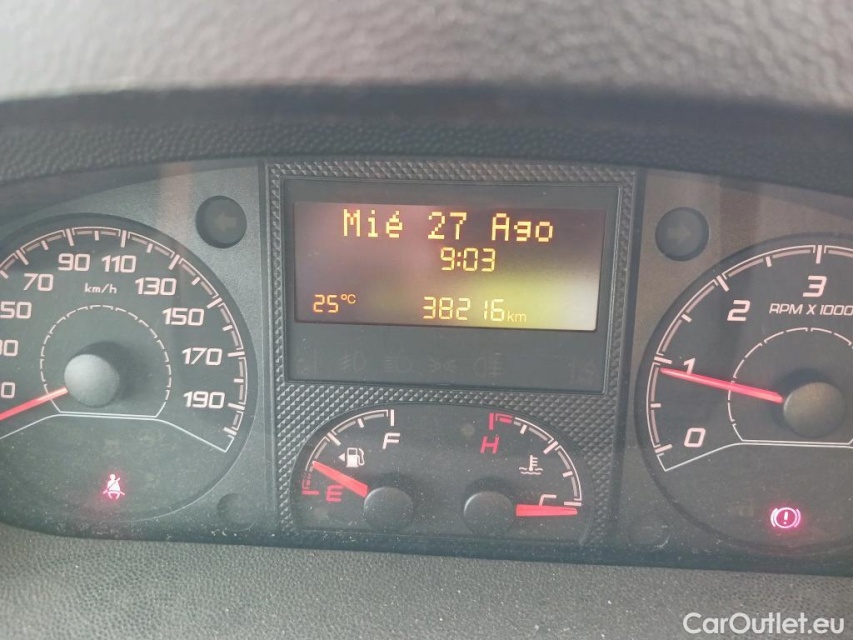 Mié 27 Ago
9:03
25°C 38216km
50 70 90 110 130 150 170 190
km/h
0 1 2 3
RPM X 1000
F
E
H
C
CarOutlet.eu